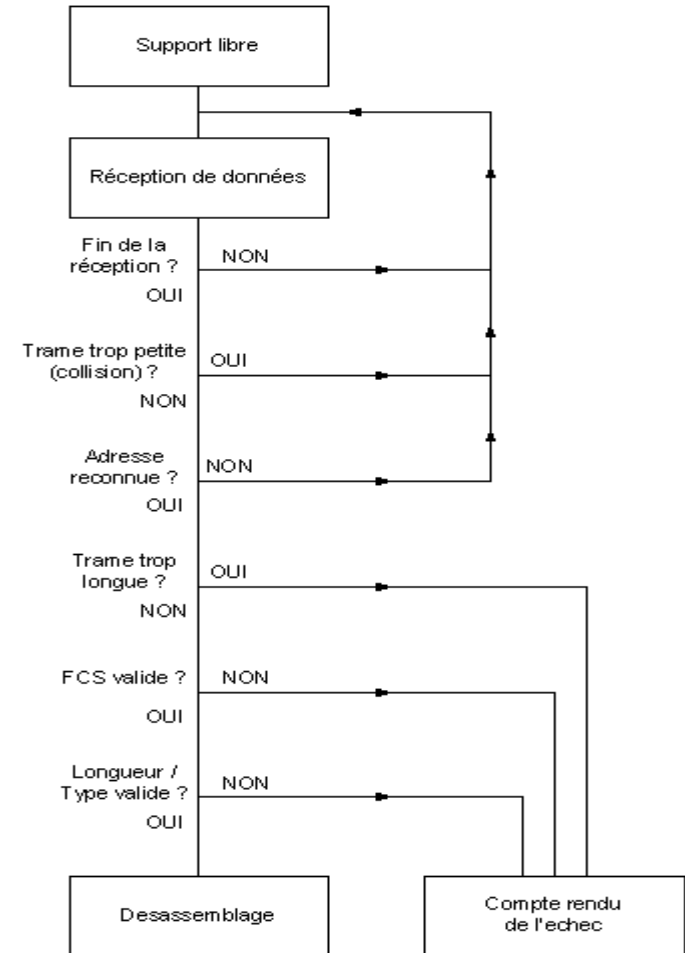 Support libre
Réception de données
Fin de la
réception ?
NON
OUI
Trame trop petite
(collision) ?
OUI
NON
Adresse
reconnue ?
NON
OUI
Trame trop
longue ?
OUI
NON
FCS valide ?
NON
OUI
Longueur /
Type valide ?
NON
OUI
Desassemblage
Compte rendu
de l'echec